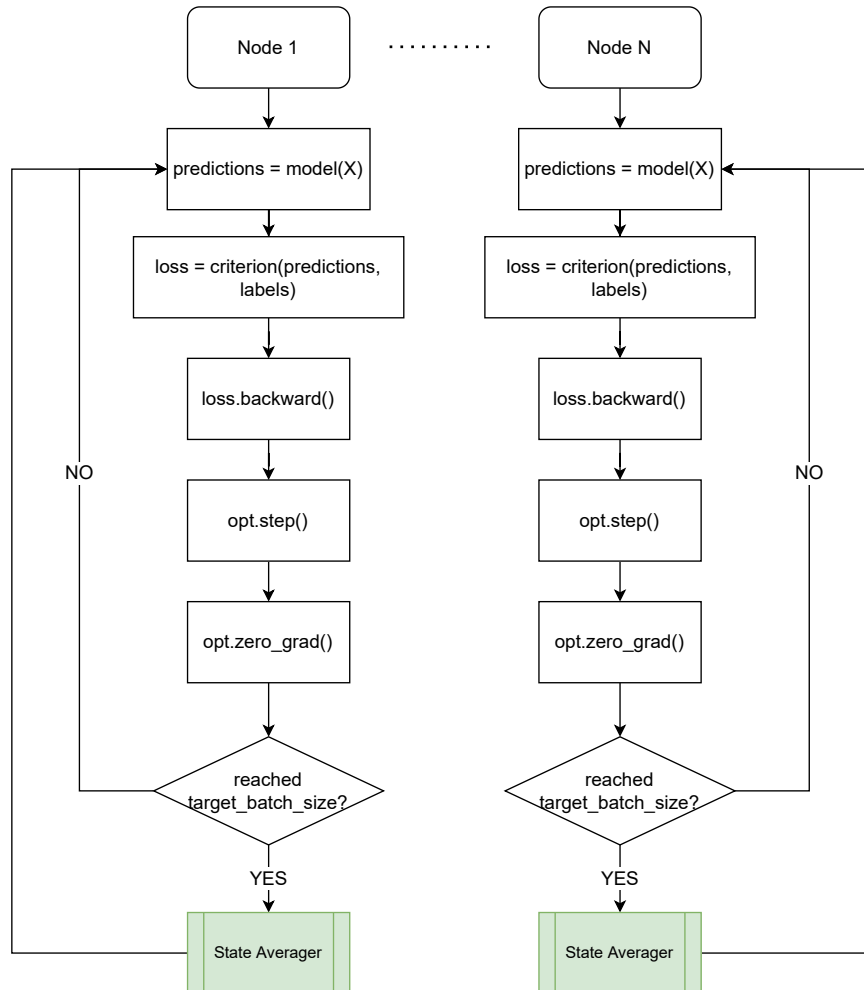 Node 1
..........
Node N
predictions = model(X)
predictions = model(X)
loss = criterion(predictions,
labels)
loss = criterion(predictions,
labels)
loss.backward()
loss.backward()
NO
NO
opt.step()
opt.step()
opt.zero_grad()
opt.zero_grad()
reached
target_batch_size?
reached
target_batch_size?
YES
YES
State Averager
State Averager